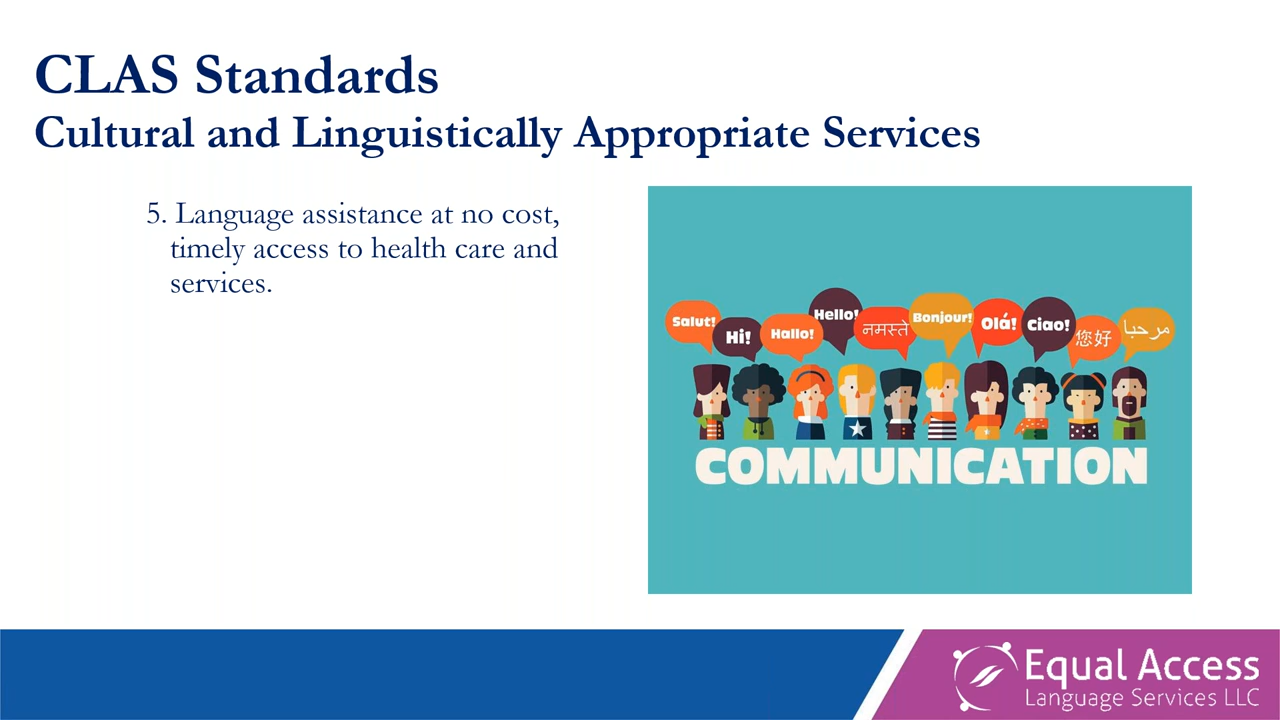 CLAS Standards
Cultural and Linguistically Appropriate Services
5. Language assistance at no cost,
timely access to health care and
services.
Salut!
Hi!
Hallo!
Hello!
नमस्ते
Bonjour!
Olá!
Ciao!
您好
مرحبا
COMMUNICATION
Equal Access
Language Services LLC